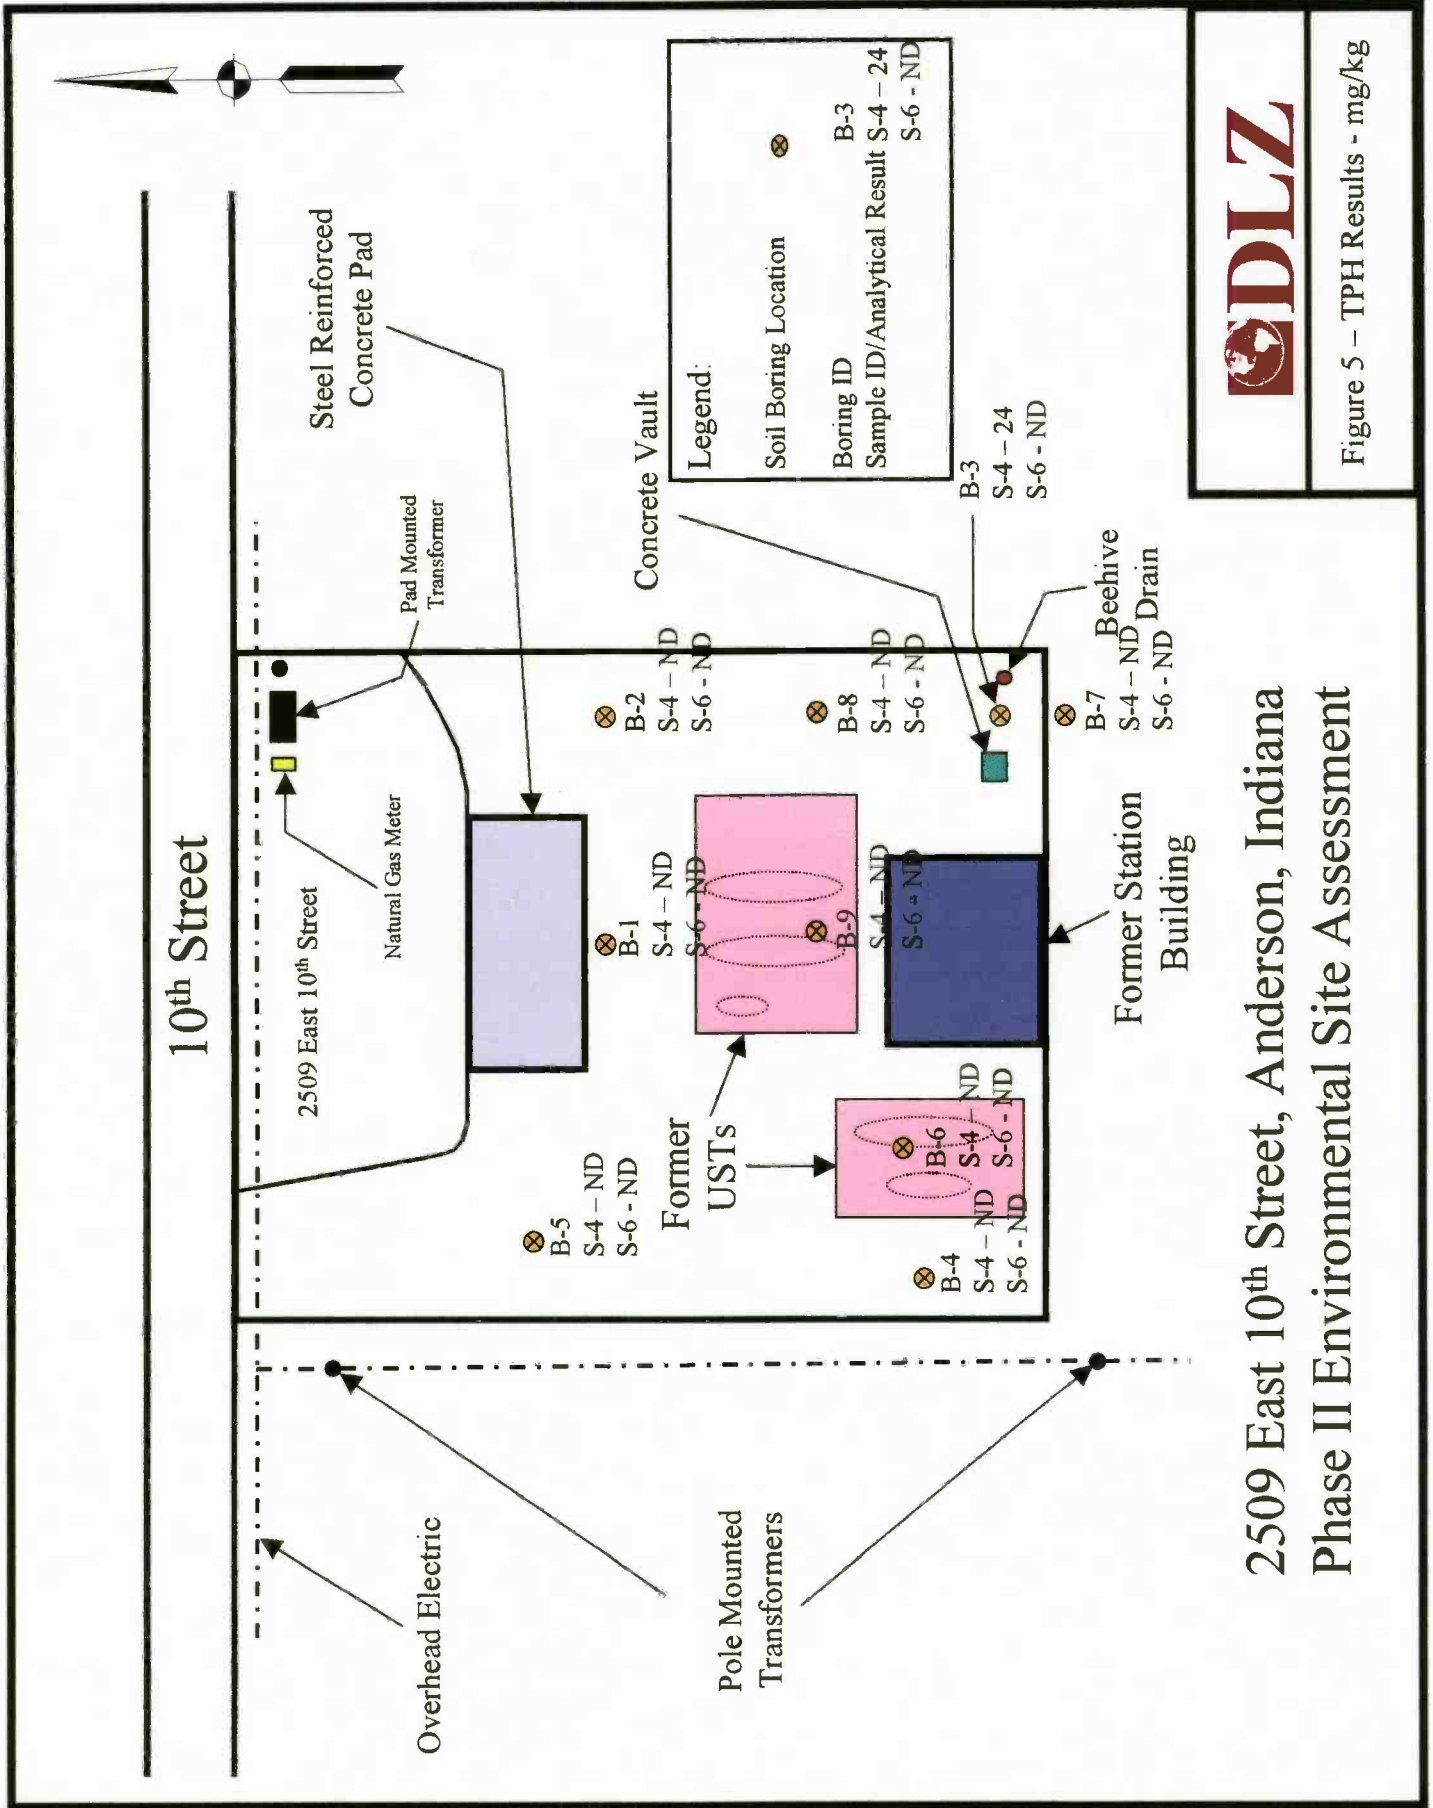 10th Street
2509 East 10th Street
Natural Gas Meter
Pad Mounted
Transformer
Steel Reinforced
Concrete Pad
Overhead Electric
Pole Mounted
Transformers
B-5
S-4 – ND
S-6 - ND
B-1
S-4 – ND
S-6 - ND
B-2
S-4 – ND
S-6 - ND
Concrete Vault
Former
USTs
B-9
S-4 – ND
S-6 - ND
B-8
S-4 – ND
S-6 - ND
B-4
S-4 – ND
S-6 - ND
B-6
S-4 – ND
S-6 - ND
B-3
S-4 – 24
S-6 - ND
B-7
S-4 – ND
S-6 - ND
Beehive
Drain
Former Station
Building
Legend:
Soil Boring Location
Boring ID B-3
Sample ID/Analytical Result S-4 – 24
S-6 - ND
2509 East 10th Street, Anderson, Indiana
Phase II Environmental Site Assessment
DLZ
Figure 5 – TPH Results - mg/kg